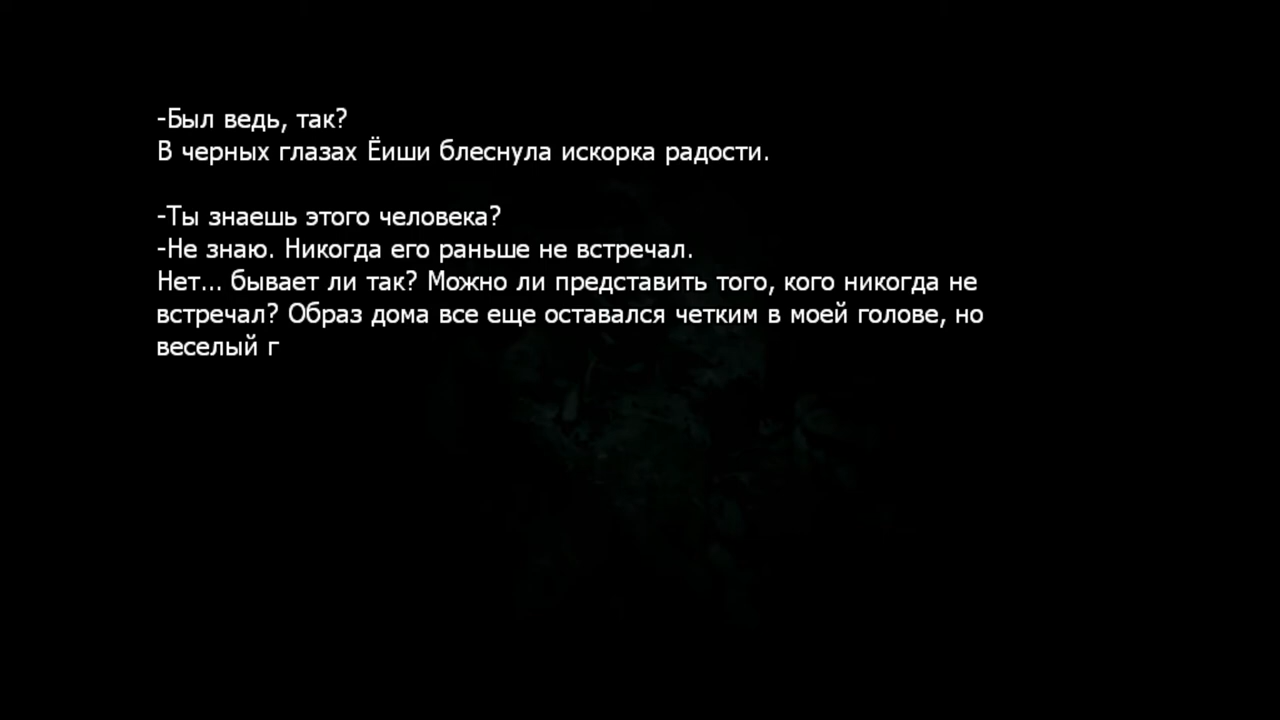 -Был ведь, так?
В черных глазах Ёиши блеснула искорка радости.
-Ты знаешь этого человека?
-Не знаю. Никогда его раньше не встречал.
Нет... бывает ли так? Можно ли представить того, кого никогда не
встречал? Образ дома все еще оставался четким в моей голове, но
веселый г